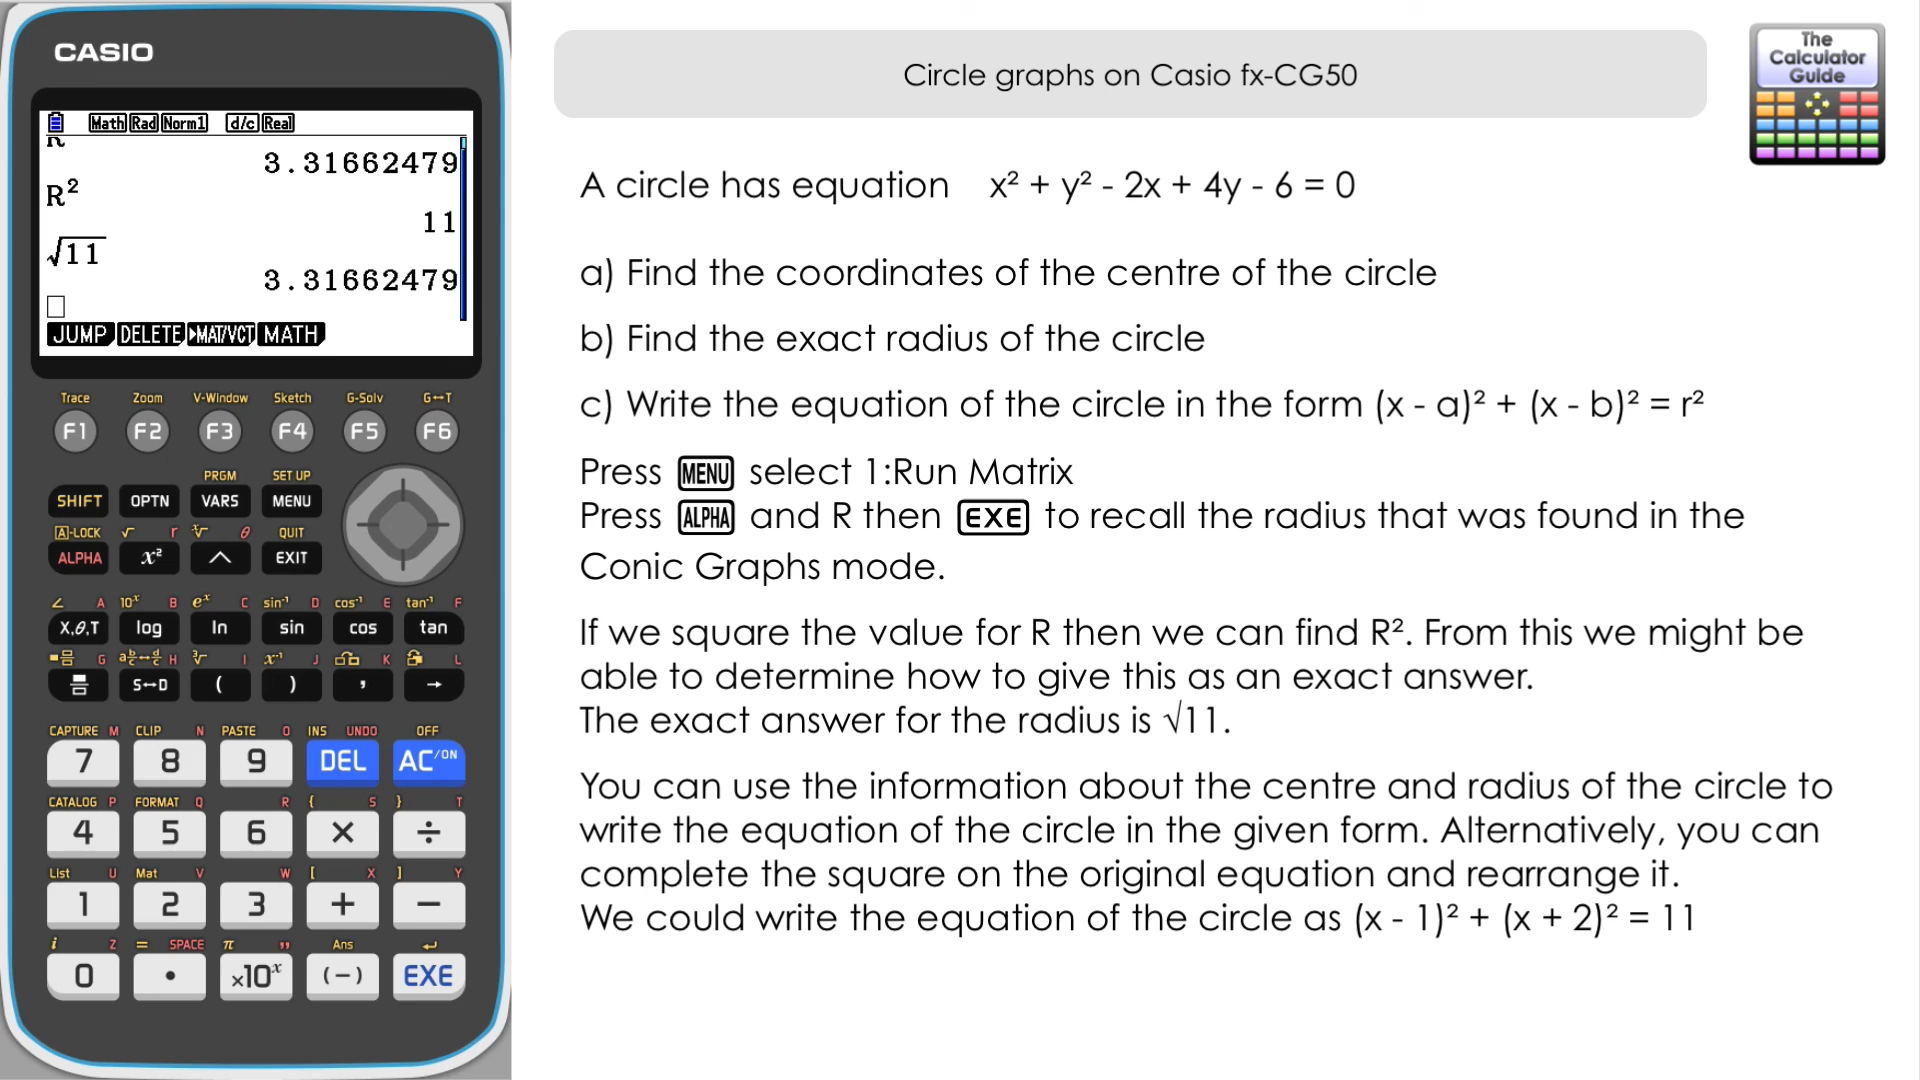 CASIO
Math Rad Norm1 d/c Real
R
3.31662479
R²
11
√11
3.31662479
JUMP DELETE ▶MAT/VCT MATH
Trace Zoom V-Window Sketch G-Solv G↔T
F1 F2 F3 F4 F5 F6
PRGM SET UP
SHIFT OPTN VARS MENU
A-LOCK √ r ˣ√ θ QUIT
ALPHA x² ^ EXIT
∠ A 10ˣ B eˣ C sin⁻¹ D cos⁻¹ E tan⁻¹ F
X,θ,T log ln sin cos tan
G a b/c↔d/c H ³√ I x⁻¹ J K L
S↔D ( ) , →
CAPTURE M CLIP N PASTE O INS UNDO OFF
7 8 9 DEL AC/ON
CATALOG P FORMAT Q R { S } T
4 5 6 × ÷
List U Mat V W [ X ] Y
1 2 3 + −
i Z = SPACE π " Ans ↵
0 • ×10ˣ (−) EXE
Circle graphs on Casio fx-CG50
The
Calculator
Guide
A circle has equation x² + y² - 2x + 4y - 6 = 0
a) Find the coordinates of the centre of the circle
b) Find the exact radius of the circle
c) Write the equation of the circle in the form (x - a)² + (x - b)² = r²
Press MENU select 1:Run Matrix
Press ALPHA and R then EXE to recall the radius that was found in the
Conic Graphs mode.
If we square the value for R then we can find R². From this we might be
able to determine how to give this as an exact answer.
The exact answer for the radius is √11.
You can use the information about the centre and radius of the circle to
write the equation of the circle in the given form. Alternatively, you can
complete the square on the original equation and rearrange it.
We could write the equation of the circle as (x - 1)² + (x + 2)² = 11